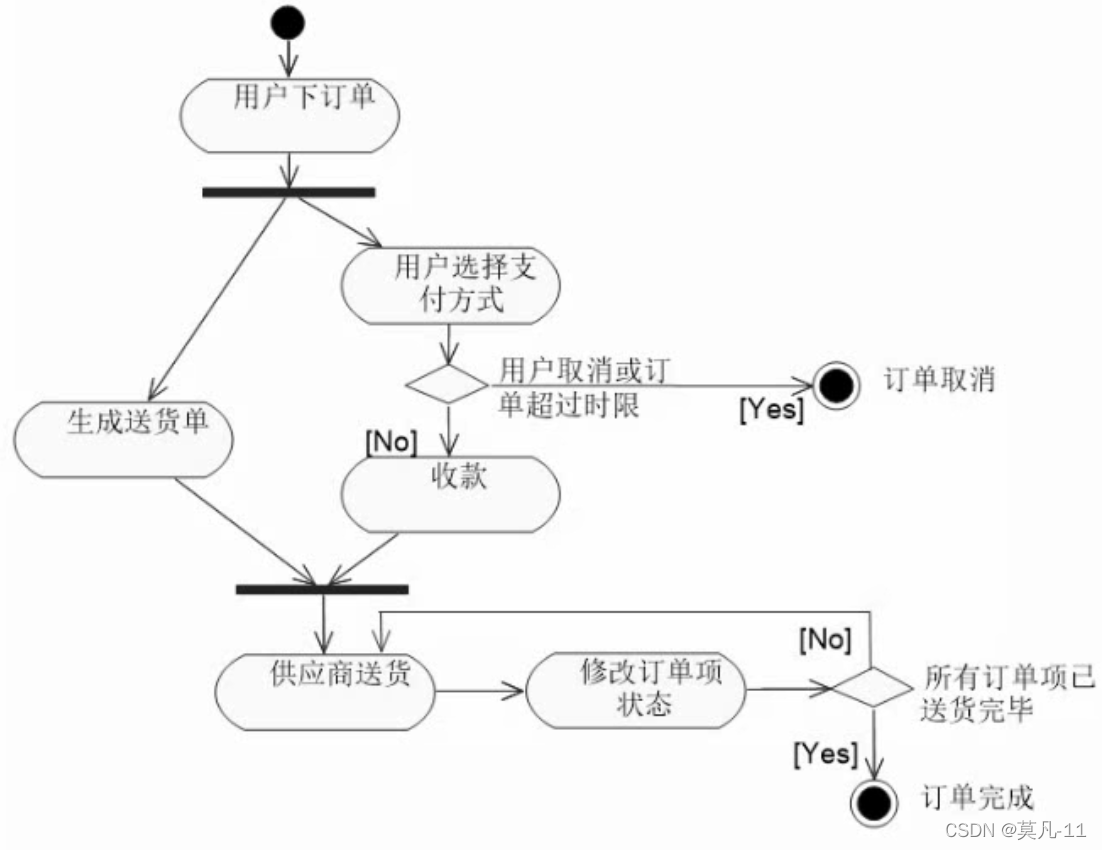 用户下订单
用户选择支
付方式
用户取消或订
单超过时限
[Yes]
订单取消
生成送货单
[No]
收款
供应商送货
修改订单项
状态
[No]
所有订单项已
送货完毕
[Yes]
订单完成
CSDN @莫凡-11